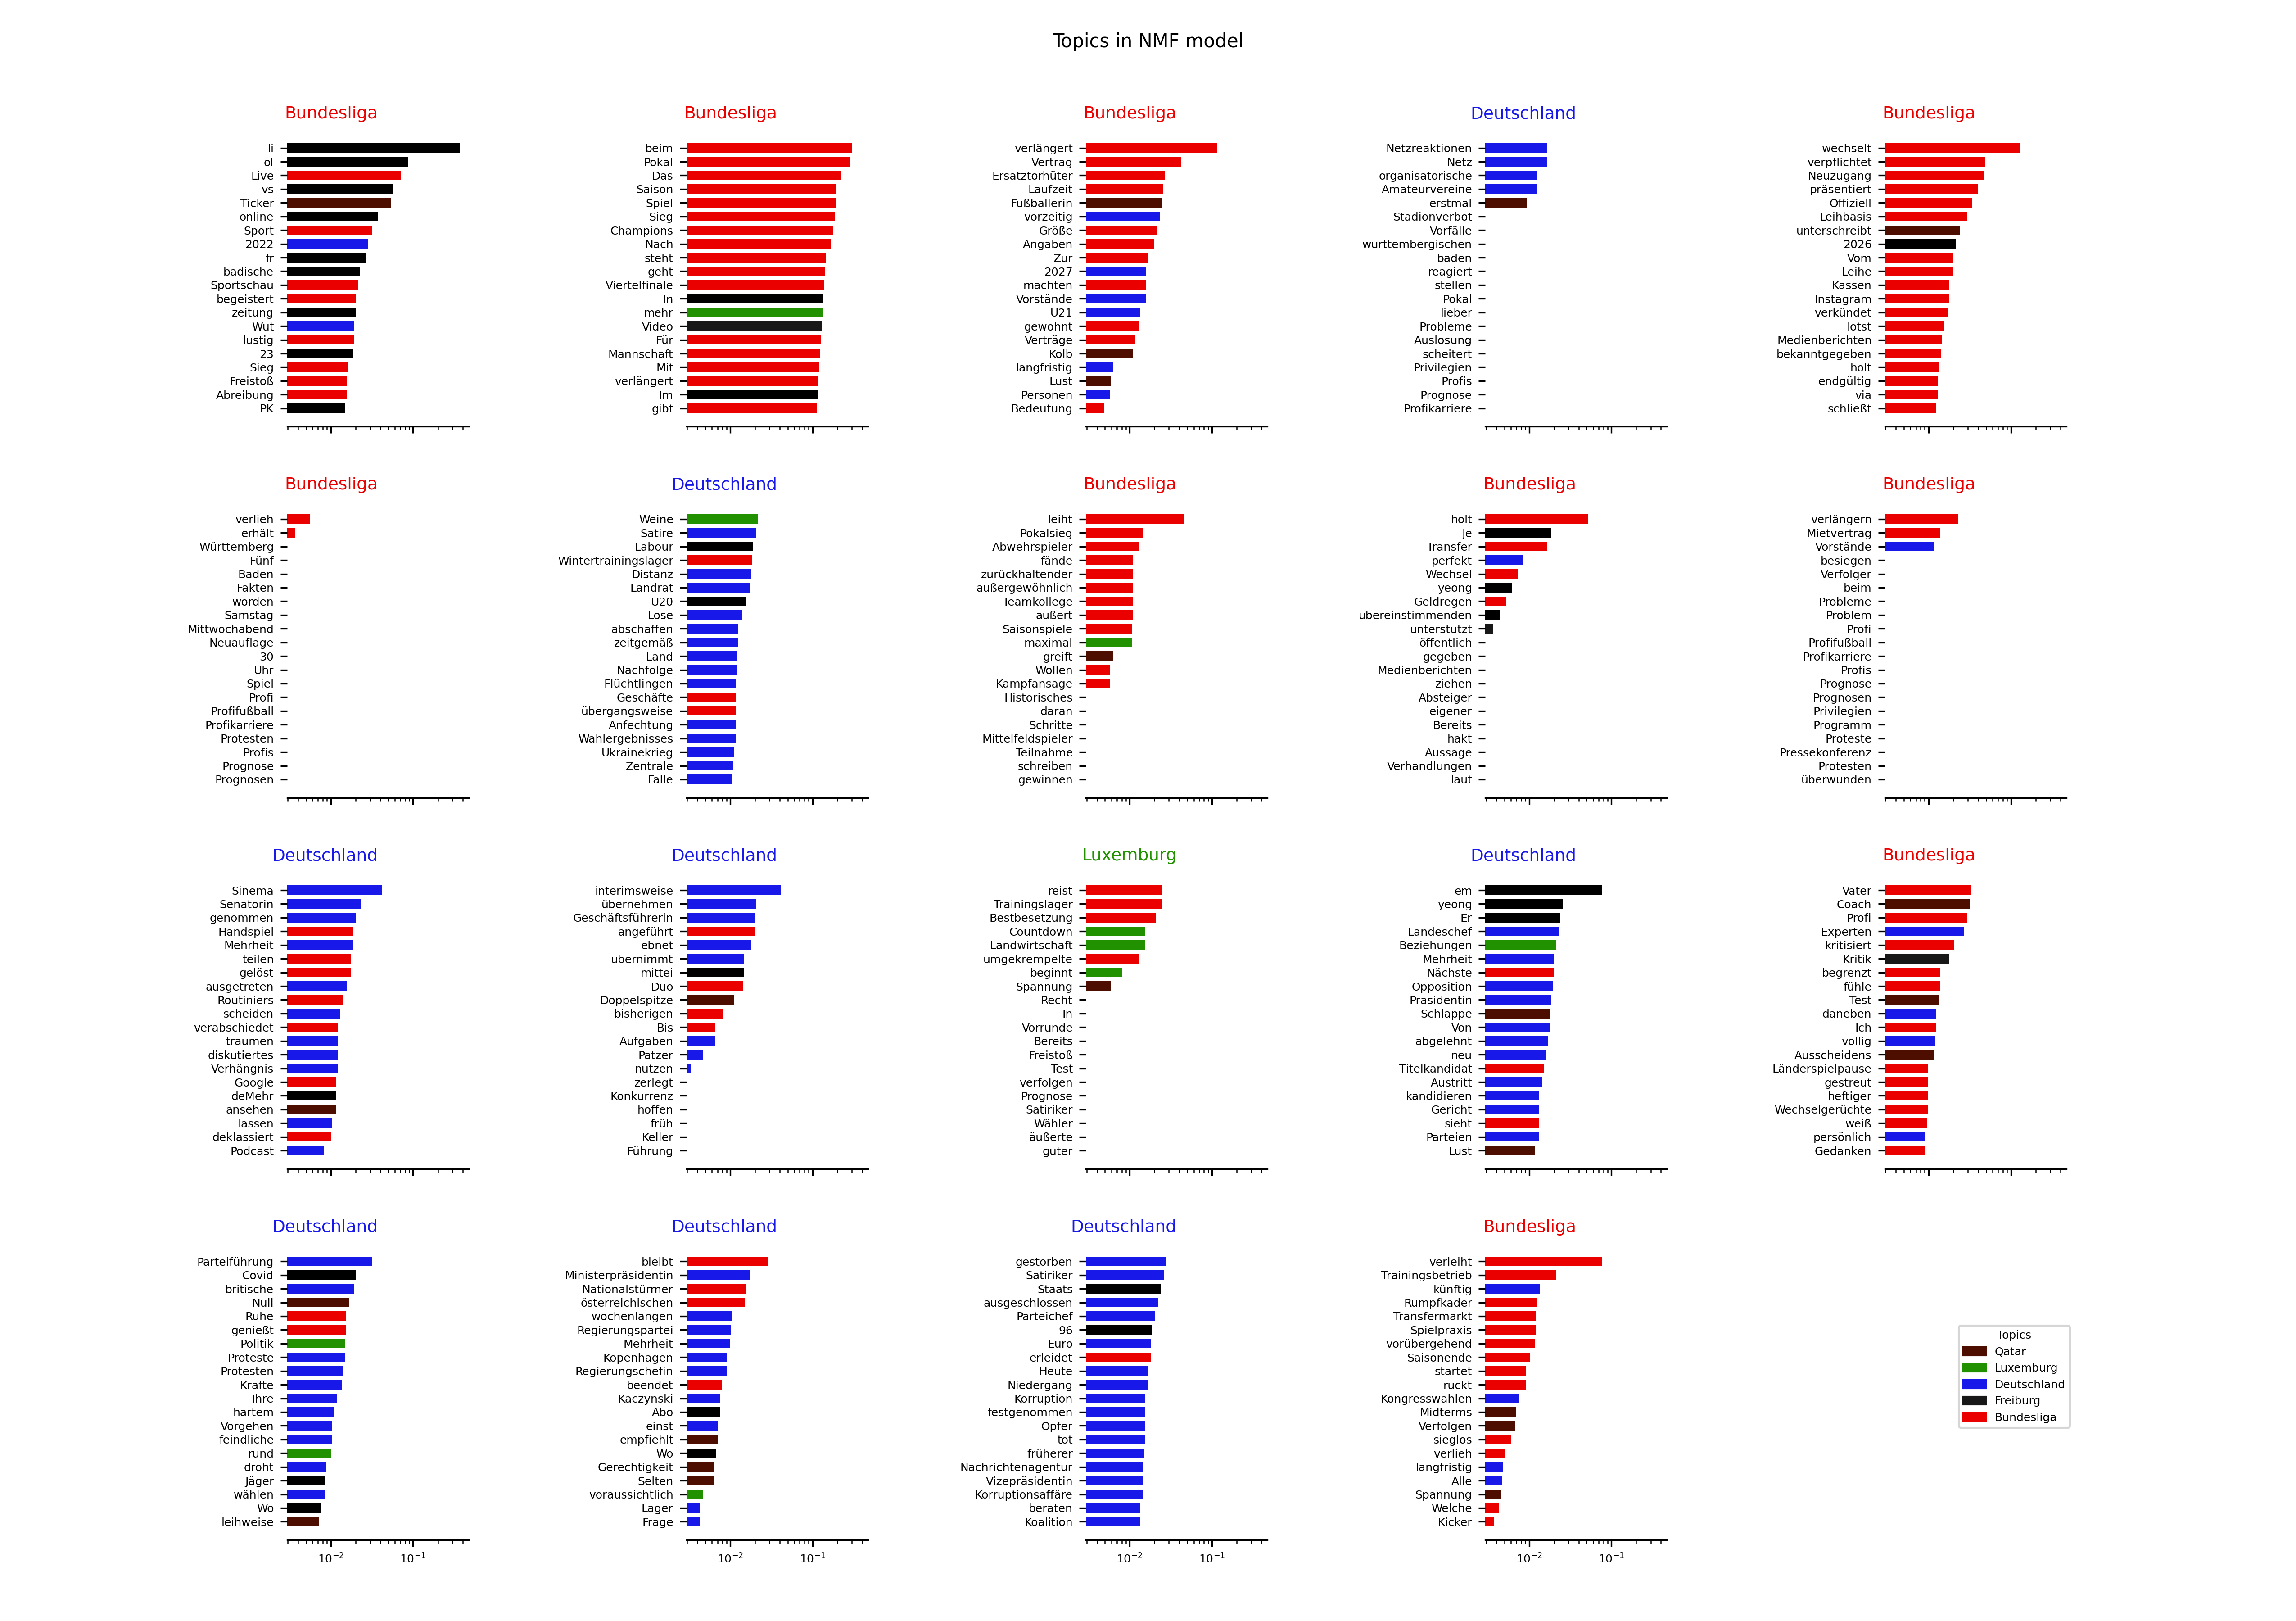 Topics in NMF model
Bundesliga
li
ol
Live
vs
Ticker
online
Sport
2022
fr
badische
Sportschau
begeistert
zeitung
Wut
lustig
23
Sieg
Freistoß
Abreibung
PK
Bundesliga
beim
Pokal
Das
Saison
Spiel
Sieg
Champions
Nach
steht
geht
Viertelfinale
In
mehr
Video
Für
Mannschaft
Mit
verlängert
Im
gibt
Bundesliga
verlängert
Vertrag
Ersatztorhüter
Laufzeit
Fußballerin
vorzeitig
Größe
Angaben
Zur
2027
machten
Vorstände
U21
gewohnt
Verträge
Kolb
langfristig
Lust
Personen
Bedeutung
Deutschland
Netzreaktionen
Netz
organisatorische
Amateurvereine
erstmal
Stadionverbot
Vorfälle
württembergischen
baden
reagiert
stellen
Pokal
lieber
Probleme
Auslosung
scheitert
Privilegien
Profis
Prognose
Profikarriere
Bundesliga
wechselt
verpflichtet
Neuzugang
präsentiert
Offiziell
Leihbasis
unterschreibt
2026
Vom
Leihe
Kassen
Instagram
verkündet
lotst
Medienberichten
bekanntgegeben
holt
endgültig
via
schließt
Bundesliga
verlieh
erhält
Württemberg
Fünf
Baden
Fakten
worden
Samstag
Mittwochabend
Neuauflage
30
Uhr
Spiel
Profi
Profifußball
Profikarriere
Protesten
Profis
Prognose
Prognosen
Deutschland
Weine
Satire
Labour
Wintertrainingslager
Distanz
Landrat
U20
Lose
abschaffen
zeitgemäß
Land
Nachfolge
Flüchtlingen
Geschäfte
übergangsweise
Anfechtung
Wahlergebnisses
Ukrainekrieg
Zentrale
Falle
Bundesliga
leiht
Pokalsieg
Abwehrspieler
fände
zurückhaltender
außergewöhnlich
Teamkollege
äußert
Saisonspiele
maximal
greift
Wollen
Kampfansage
Historisches
daran
Schritte
Mittelfeldspieler
Teilnahme
schreiben
gewinnen
Bundesliga
holt
Je
Transfer
perfekt
Wechsel
yeong
Geldregen
übereinstimmenden
unterstützt
öffentlich
gegeben
Medienberichten
ziehen
Absteiger
eigener
Bereits
hakt
Aussage
Verhandlungen
laut
Bundesliga
verlängern
Mietvertrag
Vorstände
besiegen
Verfolger
beim
Probleme
Problem
Profi
Profifußball
Profikarriere
Profis
Prognose
Prognosen
Privilegien
Programm
Proteste
Pressekonferenz
Protesten
überwunden
Deutschland
Sinema
Senatorin
genommen
Handspiel
Mehrheit
teilen
gelöst
ausgetreten
Routiniers
scheiden
verabschiedet
träumen
diskutiertes
Verhängnis
Google
deMehr
ansehen
lassen
deklassiert
Podcast
Deutschland
interimsweise
übernehmen
Geschäftsführerin
angeführt
ebnet
übernimmt
mittei
Duo
Doppelspitze
bisherigen
Bis
Aufgaben
Patzer
nutzen
zerlegt
Konkurrenz
hoffen
früh
Keller
Führung
Luxemburg
reist
Trainingslager
Bestbesetzung
Countdown
Landwirtschaft
umgekrempelte
beginnt
Spannung
Recht
In
Vorrunde
Bereits
Freistoß
Test
verfolgen
Prognose
Satiriker
Wähler
äußerte
guter
Deutschland
em
yeong
Er
Landeschef
Beziehungen
Mehrheit
Nächste
Opposition
Präsidentin
Schlappe
Von
abgelehnt
neu
Titelkandidat
Austritt
kandidieren
Gericht
sieht
Parteien
Lust
Bundesliga
Vater
Coach
Profi
Experten
kritisiert
Kritik
begrenzt
fühle
Test
daneben
Ich
völlig
Ausscheidens
Länderspielpause
gestreut
heftiger
Wechselgerüchte
weiß
persönlich
Gedanken
Deutschland
Parteiführung
Covid
britische
Null
Ruhe
genießt
Politik
Proteste
Protesten
Kräfte
Ihre
hartem
Vorgehen
feindliche
rund
droht
Jäger
wählen
Wo
leihweise
10⁻² 10⁻¹
Deutschland
bleibt
Ministerpräsidentin
Nationalstürmer
österreichischen
wochenlangen
Regierungspartei
Mehrheit
Kopenhagen
Regierungschefin
beendet
Kaczynski
Abo
einst
empfiehlt
Wo
Gerechtigkeit
Selten
voraussichtlich
Lager
Frage
10⁻² 10⁻¹
Deutschland
gestorben
Satiriker
Staats
ausgeschlossen
Parteichef
96
Euro
erleidet
Heute
Niedergang
Korruption
festgenommen
Opfer
tot
früherer
Nachrichtenagentur
Vizepräsidentin
Korruptionsaffäre
beraten
Koalition
10⁻² 10⁻¹
Bundesliga
verleiht
Trainingsbetrieb
künftig
Rumpfkader
Transfermarkt
Spielpraxis
vorübergehend
Saisonende
startet
rückt
Kongresswahlen
Midterms
Verfolgen
sieglos
verlieh
langfristig
Alle
Spannung
Welche
Kicker
10⁻² 10⁻¹
Topics
Qatar
Luxemburg
Deutschland
Freiburg
Bundesliga